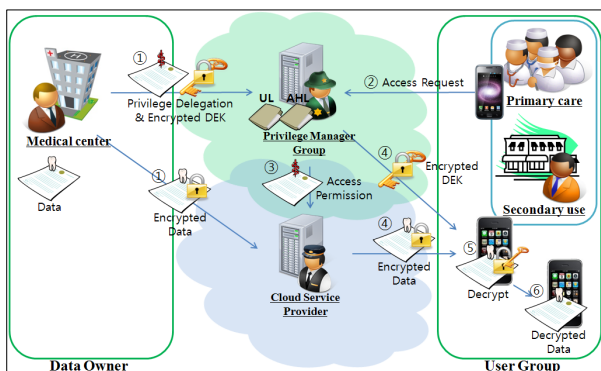 ①
Privilege Delegation
& Encrypted DEK
UL
AHL
② Access Request
Primary care
Medical center
Privilege Manager
Group
④
Encrypted
DEK
Secondary use
①
③
Access
Permission
Data
Encrypted
Data
④
Encrypted
Data
⑤
Decrypt
⑥
Cloud Service
Provider
Decrypted
Data
Data Owner
User Group